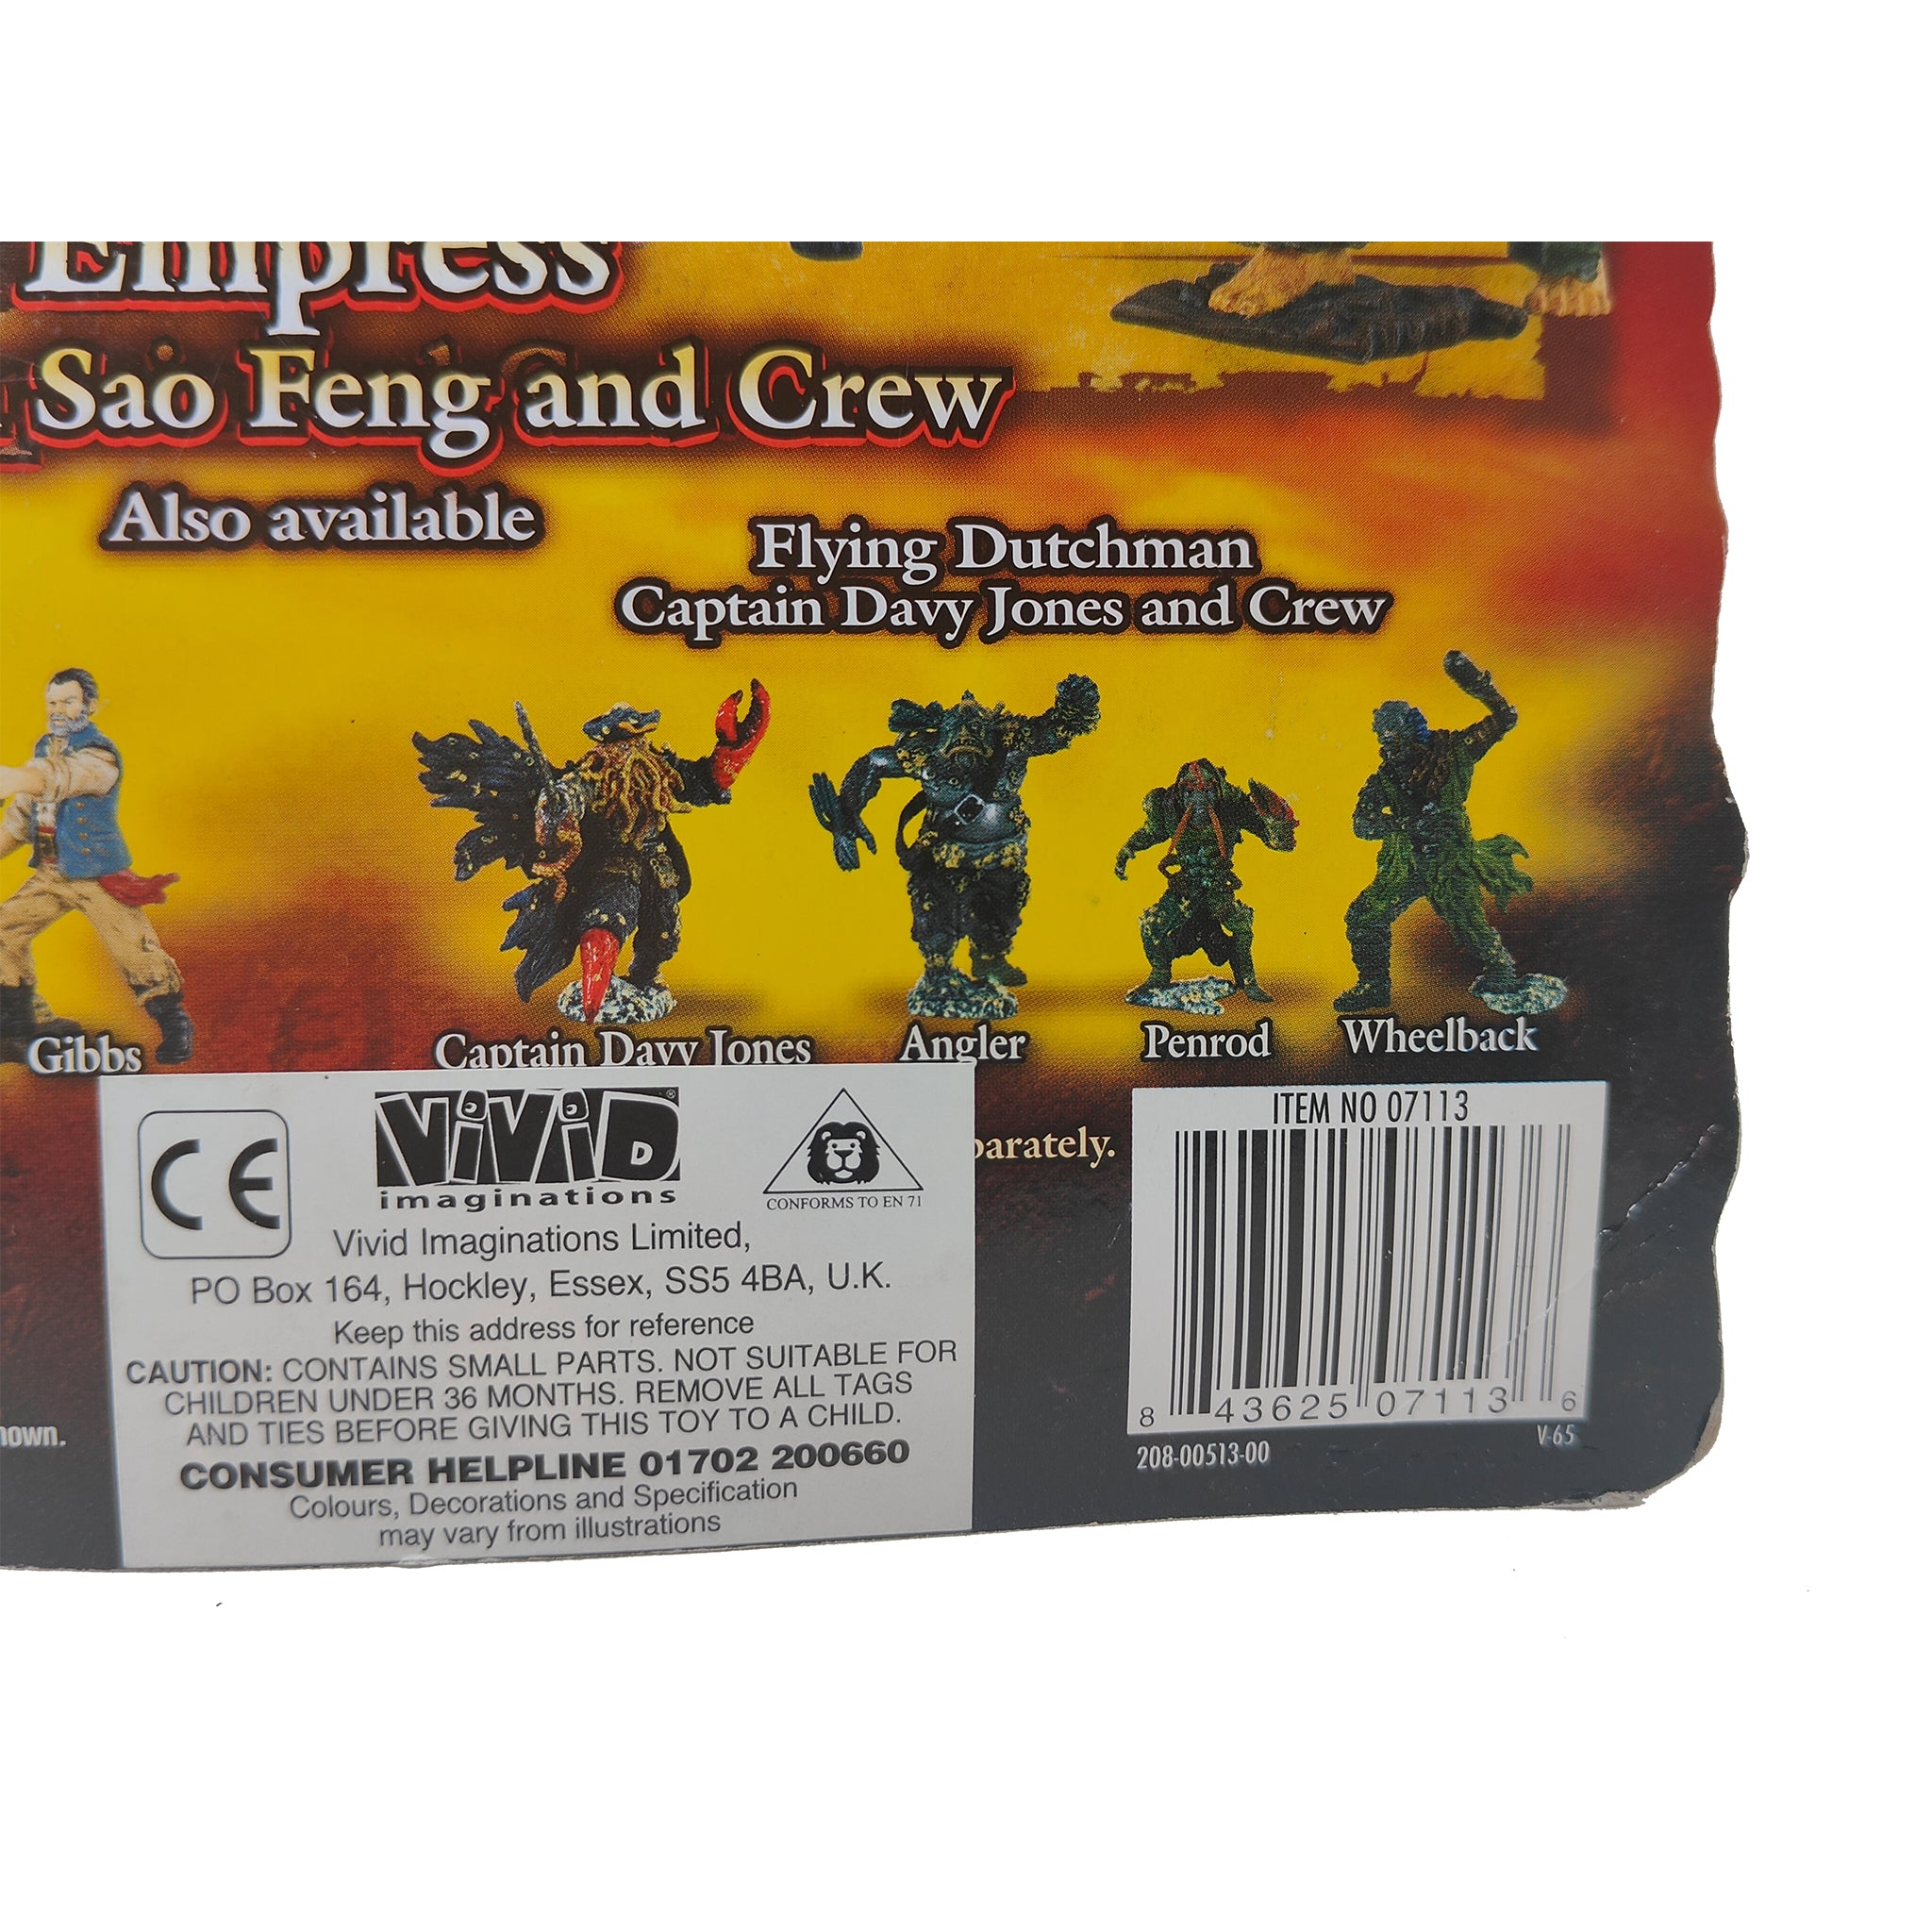 Empress
Sao Feng and Crew
Also available
Flying Dutchman
Captain Davy Jones and Crew
Gibbs
Captain Davy Jones
Angler
Penrod
Wheelback
CE
ViViD®
imaginations
CONFORMS TO EN 71
Vivid Imaginations Limited,
PO Box 164, Hockley, Essex, SS5 4BA, U.K.
Keep this address for reference
CAUTION: CONTAINS SMALL PARTS. NOT SUITABLE FOR
CHILDREN UNDER 36 MONTHS. REMOVE ALL TAGS
AND TIES BEFORE GIVING THIS TOY TO A CHILD.
CONSUMER HELPLINE 01702 200660
Colours, Decorations and Specification
may vary from illustrations
parately.
ITEM NO 07113
8 43625 07113 6
208-00513-00
V-65